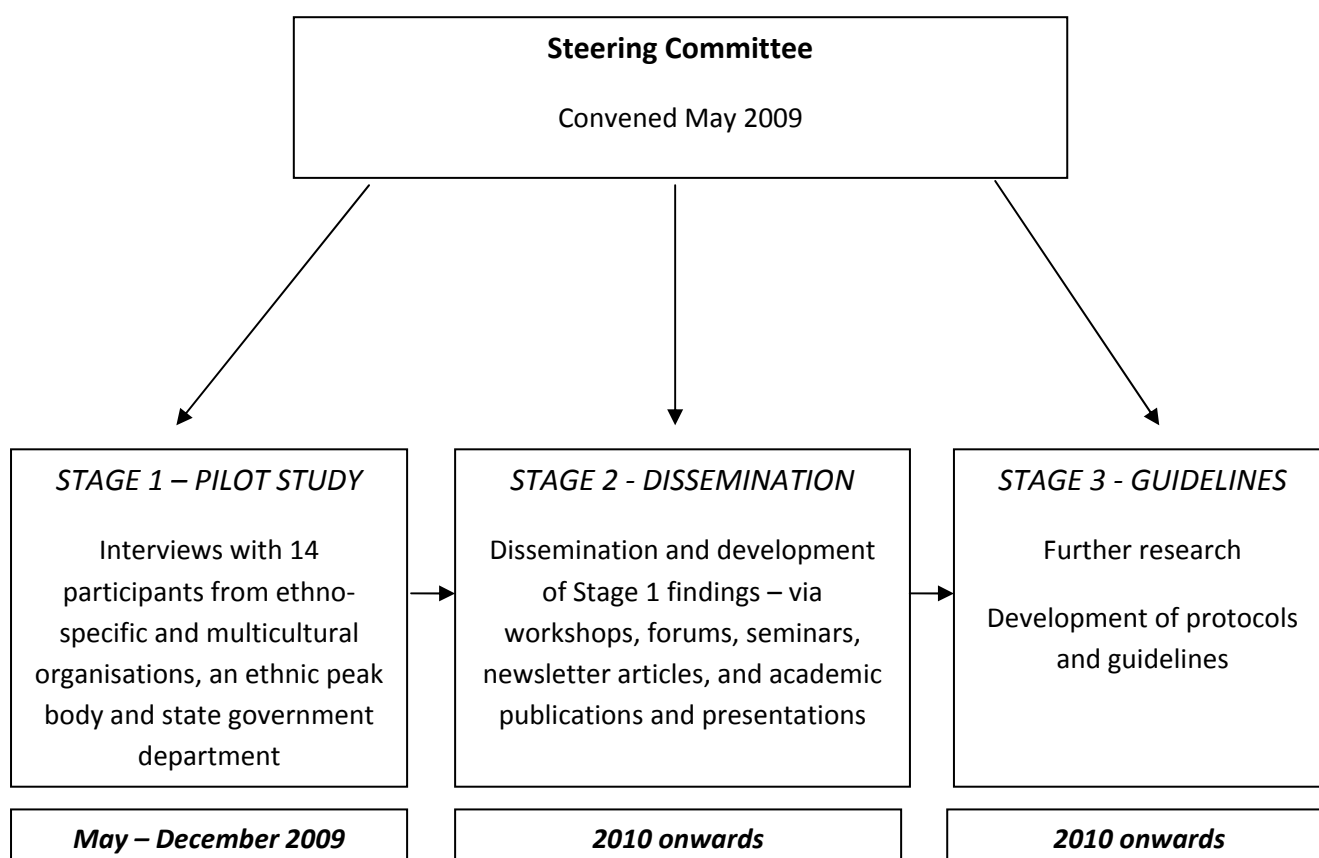 Steering Committee
Convened May 2009
STAGE 1 – PILOT STUDY
Interviews with 14
participants from ethno-
specific and multicultural
organisations, an ethnic peak
body and state government
department
STAGE 2 - DISSEMINATION
Dissemination and development
of Stage 1 findings – via
workshops, forums, seminars,
newsletter articles, and academic
publications and presentations
STAGE 3 - GUIDELINES
Further research
Development of protocols
and guidelines
May – December 2009
2010 onwards
2010 onwards